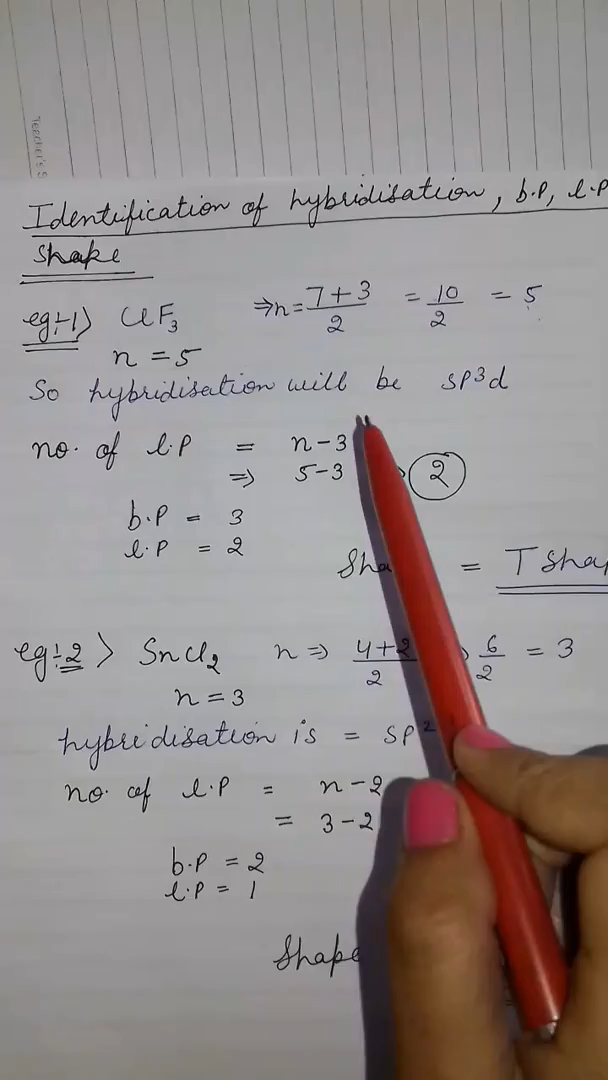 Teacher's S
Identification of hybridisation, b.P, l.P
Shape
eg:-1) ClF₃ ⇒ n = 7+3/2 = 10/2 = 5
n = 5
So hybridisation will be sp³d
no. of l.P = n-3
⇒ 5-3 2
b.P = 3
l.P = 2
= T
eg:-2> SnCl₂ n ⇒ 4+2/2 6/2 = 3
n = 3
hybridisation is = SP²
no. of l.P = n-2
= 3-2
b.P = 2
l.P = 1
Shape